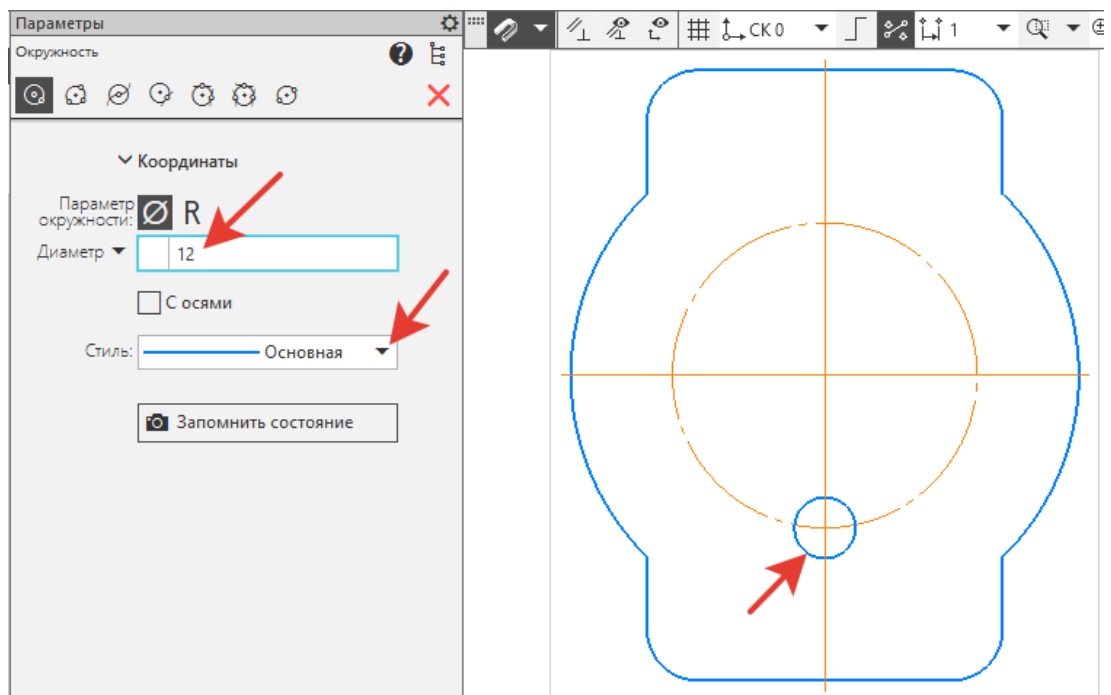 Параметры
Окружность
СК 0
1
Координаты
Параметр
окружности:
R
Диаметр
12
С осями
Стиль:
Основная
Запомнить состояние